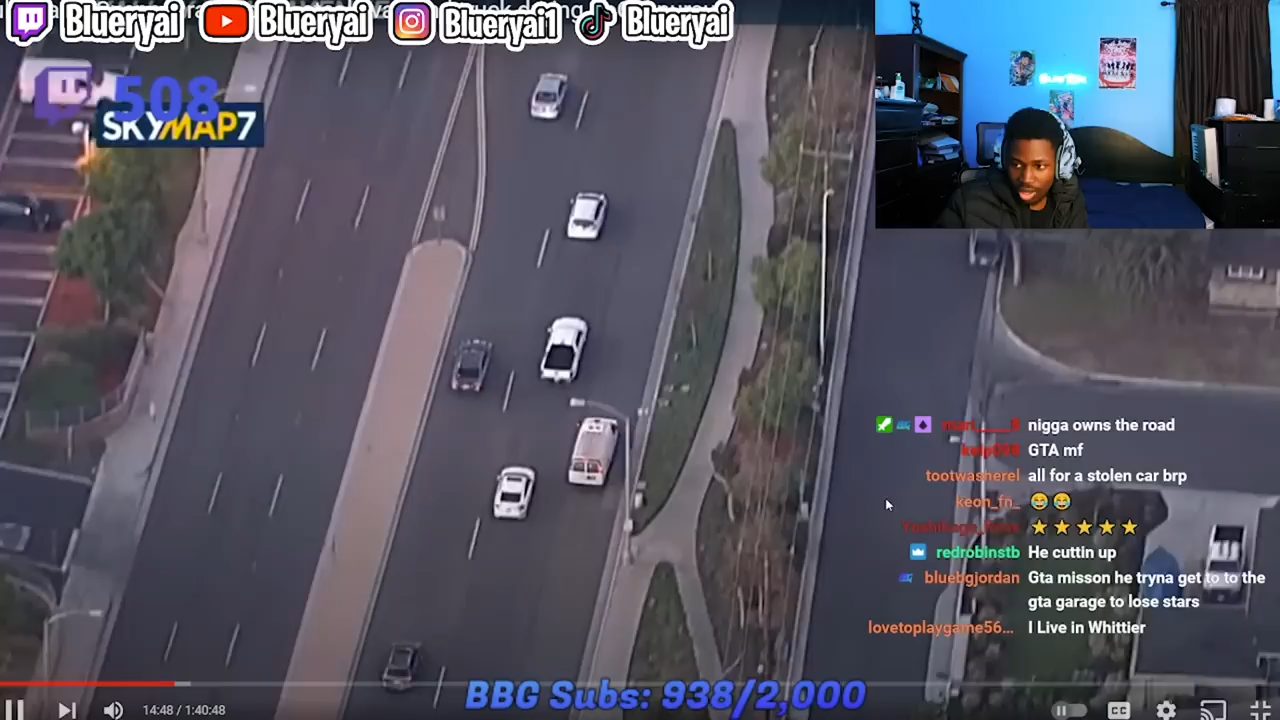 Blueryai Blueryai Blueryai1 Blueryai
508
SKYMAP7
nigga owns the road
GTA mf
tootwasherel all for a stolen car brp
keon_fn_ 😂😂
★★★★★
redrobinstb He cuttin up
bluebgjordan Gta misson he tryna get to to the
gta garage to lose stars
lovetoplaygame56... I Live in Whittier
BBG Subs: 938/2,000
14:48 / 1:40:48
CC